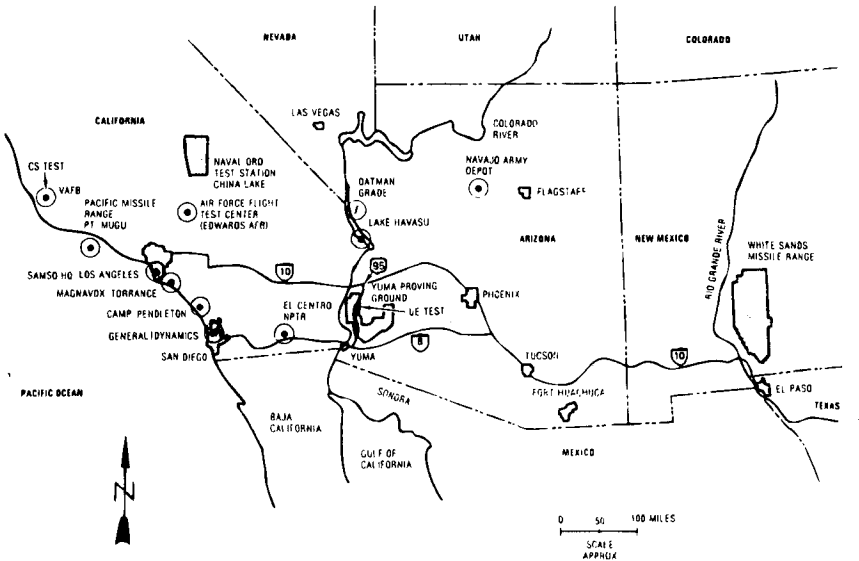 NEVADA
UTAH
COLORADO
CALIFORNIA
LAS VEGAS
COLORADO
RIVER
CS TEST
VAFB
NAVAL ORD
TEST STATION
CHINA LAKE
NAVAJO ARMY
DEPOT
FLAGSTAFF
OATMAN
GRADE
PACIFIC MISSILE
RANGE
PT. MUGU
AIR FORCE FLIGHT
TEST CENTER
(EDWARDS AFB)
LAKE HAVASU
ARIZONA
NEW MEXICO
RIO GRANDE RIVER
WHITE SANDS
MISSILE RANGE
SAMSO HQ LOS ANGELES
10
95
MAGNAVOX TORRANCE
YUMA PROVING
GROUND
PHOENIX
CAMP PENDLETON
EL CENTRO
NPTR
UE TEST
GENERAL DYNAMICS
8
SAN DIEGO
YUMA
TUCSON
10
PACIFIC OCEAN
SONORA
FORT HUACHUCA
EL PASO
TEXAS
BAJA
CALIFORNIA
GULF OF
CALIFORNIA
MEXICO
N
0 50 100 MILES
SCALE
APPROX